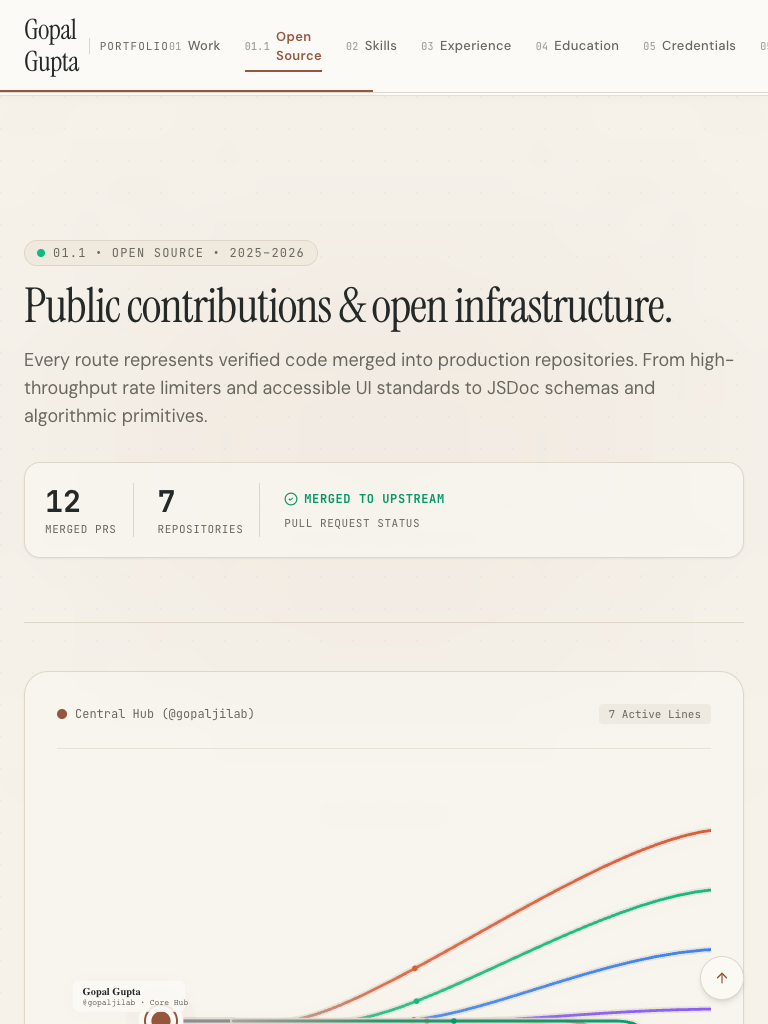 Gopal
Gupta
PORTFOLIO
01 Work
01.1 Open
Source
02 Skills
03 Experience
04 Education
05 Credentials
01.1 • OPEN SOURCE • 2025–2026
Public contributions & open infrastructure.
Every route represents verified code merged into production repositories. From high-
throughput rate limiters and accessible UI standards to JSDoc schemas and
algorithmic primitives.
12
MERGED PRS
7
REPOSITORIES
MERGED TO UPSTREAM
PULL REQUEST STATUS
Central Hub (@gopaljilab)
7 Active Lines
Gopal Gupta
@gopaljilab • Core Hub